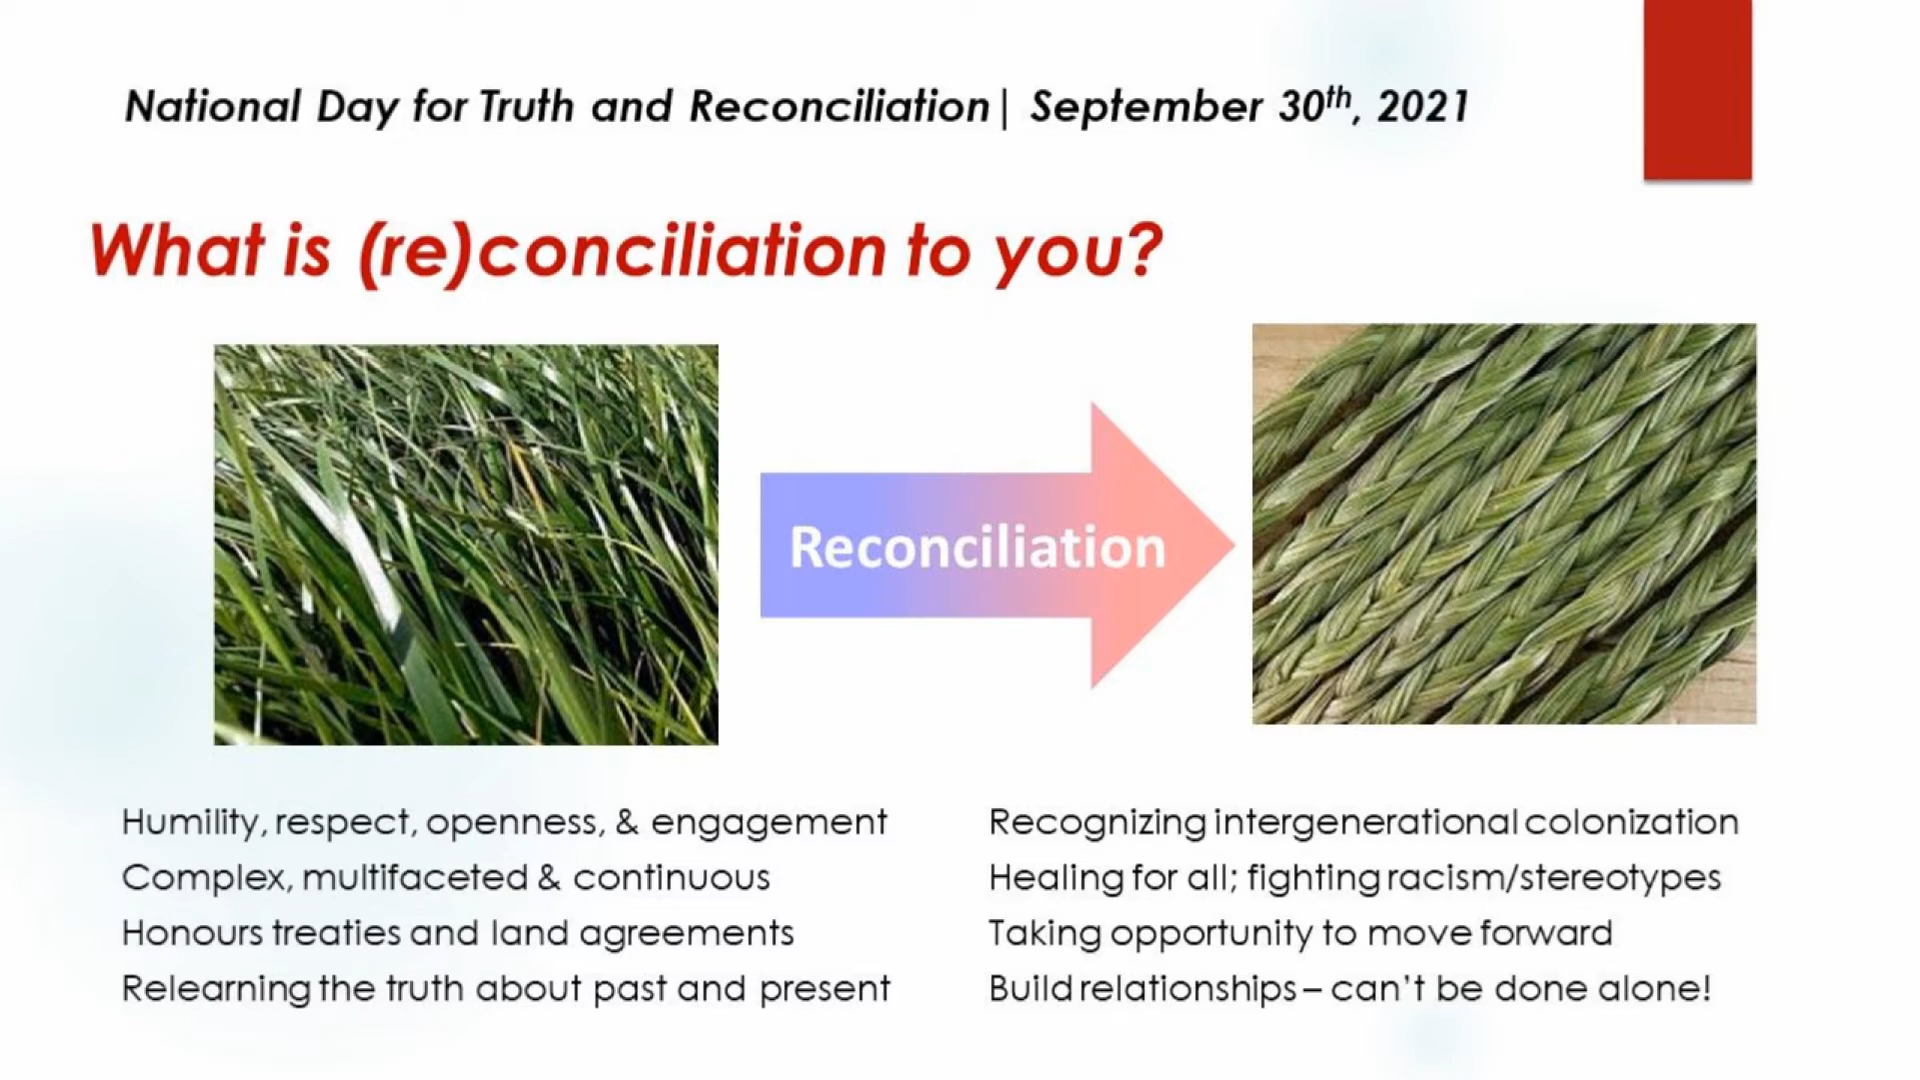 National Day for Truth and Reconciliation| September 30th, 2021
What is (re)conciliation to you?
Reconciliation
Humility, respect, openness, & engagement
Complex, multifaceted & continuous
Honours treaties and land agreements
Relearning the truth about past and present
Recognizing intergenerational colonization
Healing for all; fighting racism/stereotypes
Taking opportunity to move forward
Build relationships – can't be done alone!